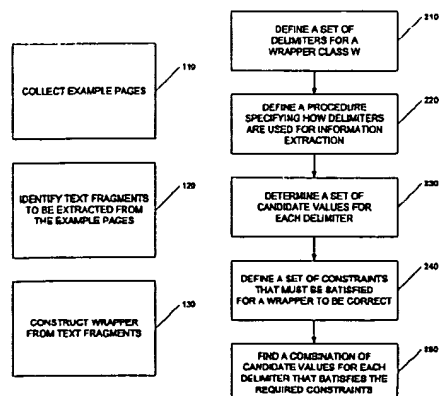 110
COLLECT EXAMPLE PAGES
120
IDENTIFY TEXT FRAGMENTS
TO BE EXTRACTED FROM
THE EXAMPLE PAGES
130
CONSTRUCT WRAPPER
FROM TEXT FRAGMENTS
210
DEFINE A SET OF
DELIMITERS FOR A
WRAPPER CLASS W
220
DEFINE A PROCEDURE
SPECIFYING HOW DELIMITERS
ARE USED FOR INFORMATION
EXTRACTION
230
DETERMINE A SET OF
CANDIDATE VALUES FOR
EACH DELIMITER
240
DEFINE A SET OF CONSTRAINTS
THAT MUST BE SATISFIED
FOR A WRAPPER TO BE CORRECT
250
FIND A COMBINATION OF
CANDIDATE VALUES FOR EACH
DELIMITER THAT SATISFIES THE
REQUIRED CONSTRAINTS